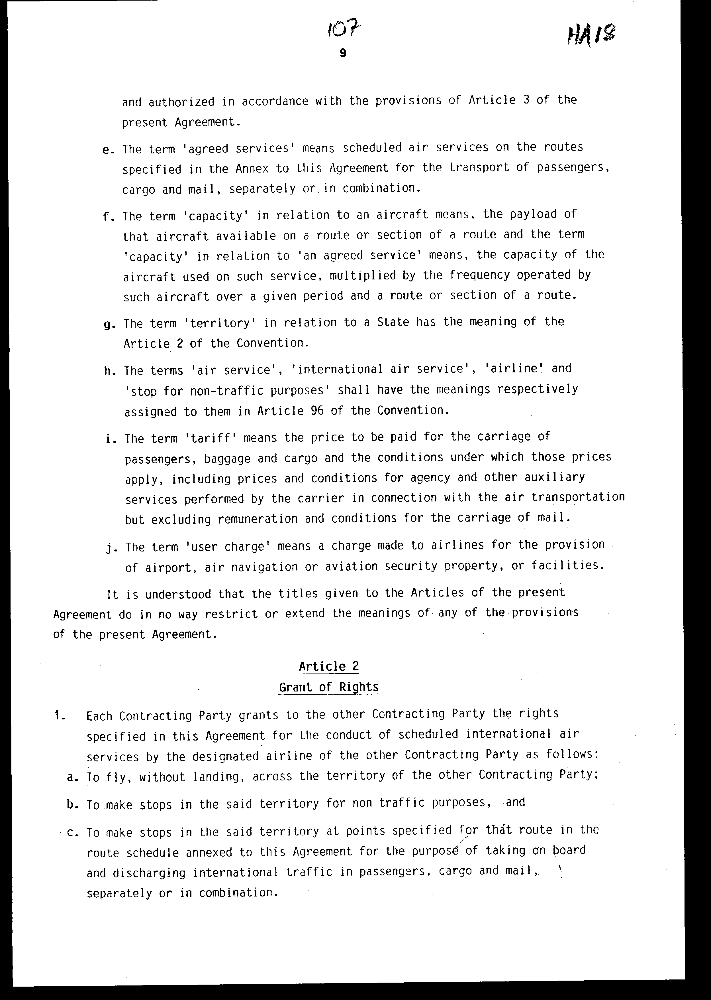 107
HA18
9
and authorized in accordance with the provisions of Article 3 of the
present Agreement.
e. The term 'agreed services' means scheduled air services on the routes
specified in the Annex to this Agreement for the transport of passengers,
cargo and mail, separately or in combination.
f. The term 'capacity' in relation to an aircraft means, the payload of
that aircraft available on a route or section of a route and the term
'capacity' in relation to 'an agreed service' means, the capacity of the
aircraft used on such service, multiplied by the frequency operated by
such aircraft over a given period and a route or section of a route.
g. The term 'territory' in relation to a State has the meaning of the
Article 2 of the Convention.
h. The terms 'air service', 'international air service', 'airline' and
'stop for non-traffic purposes' shall have the meanings respectively
assigned to them in Article 96 of the Convention.
i. The term 'tariff' means the price to be paid for the carriage of
passengers, baggage and cargo and the conditions under which those prices
apply, including prices and conditions for agency and other auxiliary
services performed by the carrier in connection with the air transportation
but excluding remuneration and conditions for the carriage of mail.
j. The term 'user charge' means a charge made to airlines for the provision
of airport, air navigation or aviation security property, or facilities.
It is understood that the titles given to the Articles of the present
Agreement do in no way restrict or extend the meanings of any of the provisions
of the present Agreement.
Article 2
Grant of Rights
1. Each Contracting Party grants to the other Contracting Party the rights
specified in this Agreement for the conduct of scheduled international air
services by the designated airline of the other Contracting Party as follows:
a. To fly, without landing, across the territory of the other Contracting Party;
b. To make stops in the said territory for non traffic purposes, and
c. To make stops in the said territory at points specified for that route in the
route schedule annexed to this Agreement for the purpose of taking on board
and discharging international traffic in passengers, cargo and mail,
separately or in combination.